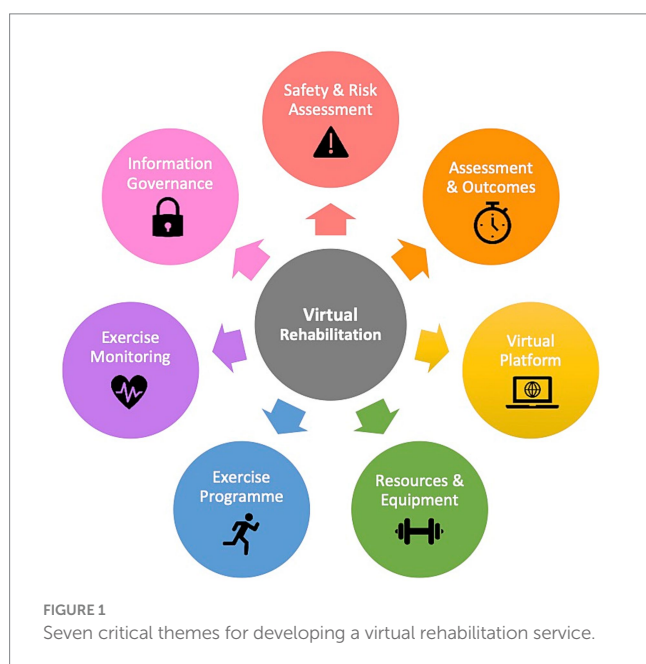 Safety & Risk
Assessment
Assessment
& Outcomes
Virtual
Platform
Resources &
Equipment
Exercise
Programme
Exercise
Monitoring
Information
Governance
Virtual
Rehabilitation
FIGURE 1
Seven critical themes for developing a virtual rehabilitation service.